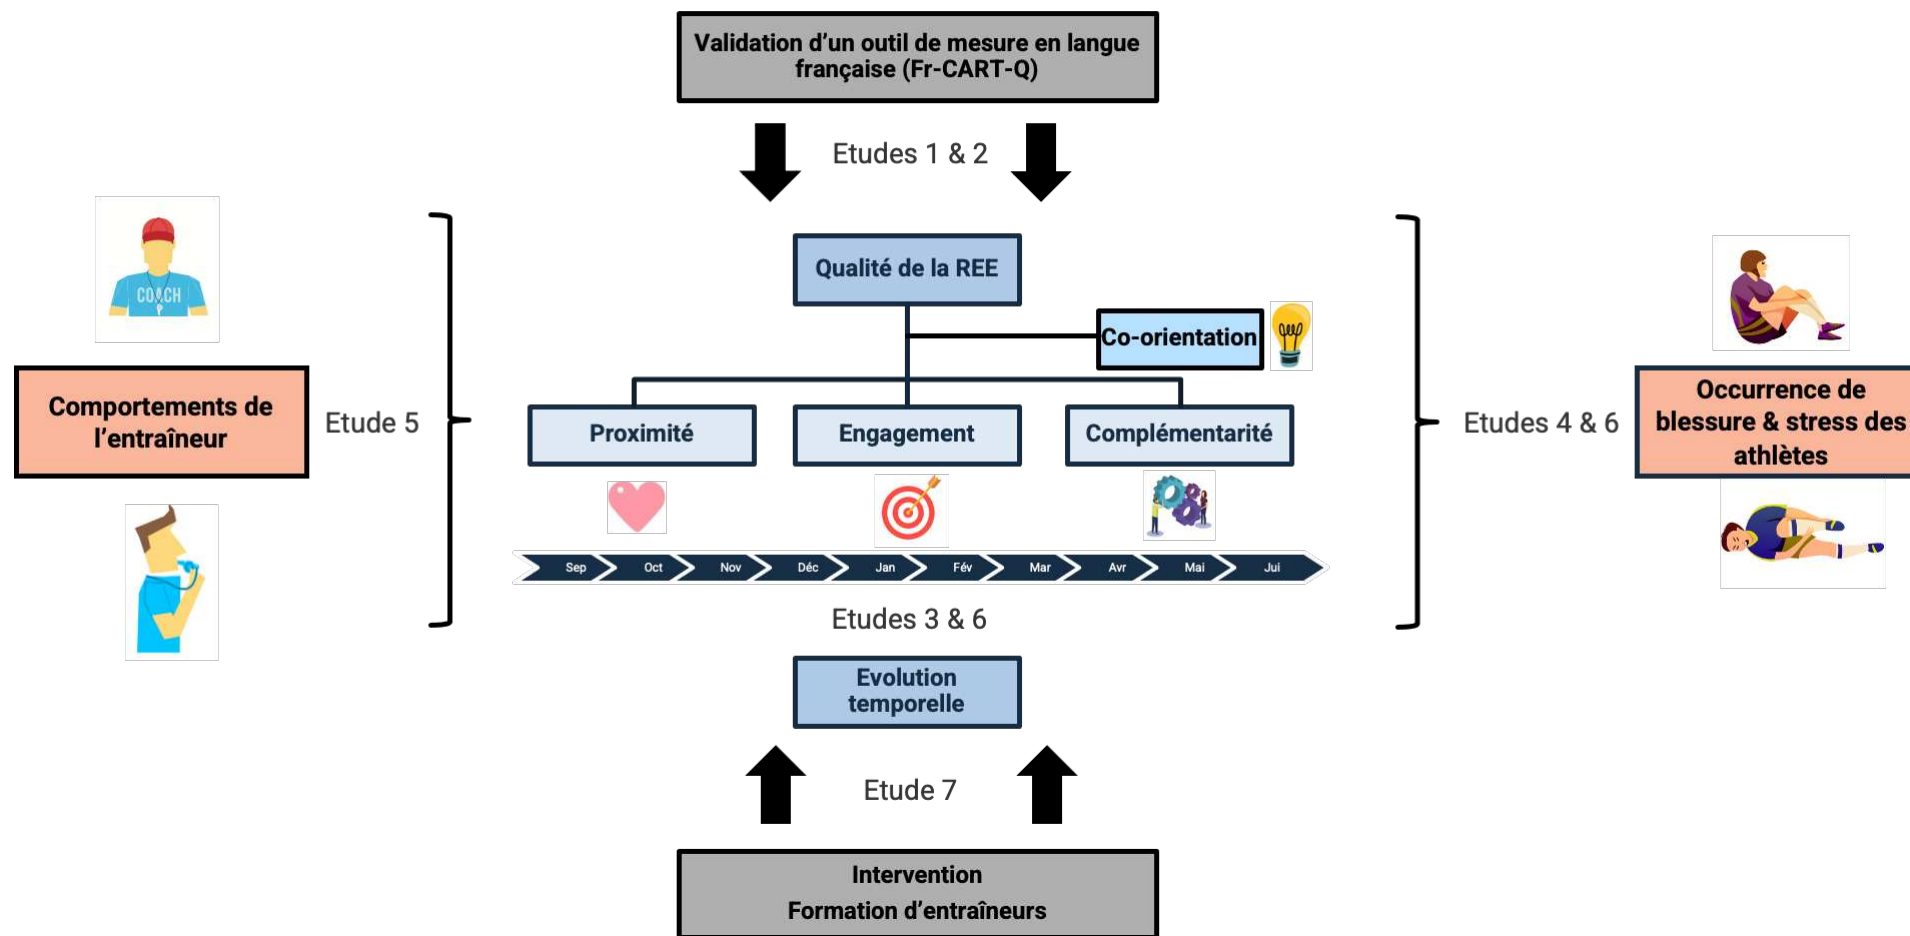 Validation d’un outil de mesure en langue
française (Fr-CART-Q)
Etudes 1 & 2
COACH
Comportements de
l’entraîneur
Etude 5
Qualité de la REE
Co-orientation
Proximité
Engagement
Complémentarité
Sep Oct Nov Déc Jan Fév Mar Avr Mai Jui
Etudes 3 & 6
Evolution
temporelle
Etudes 4 & 6
Occurrence de
blessure & stress des
athlètes
Etude 7
Intervention
Formation d’entraîneurs